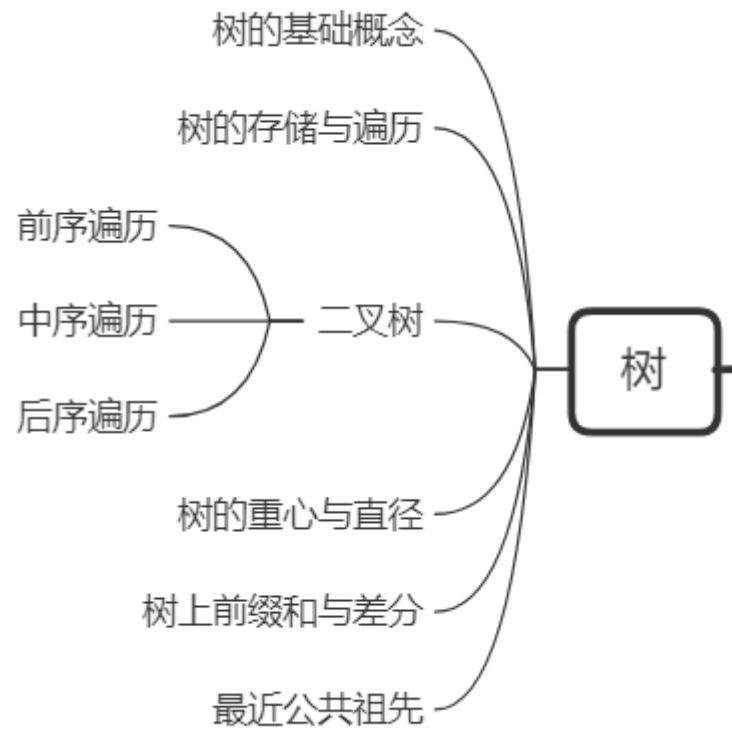 树的基础概念
树的存储与遍历
前序遍历
中序遍历
二叉树
后序遍历
树
树的重心与直径
树上前缀和与差分
最近公共祖先